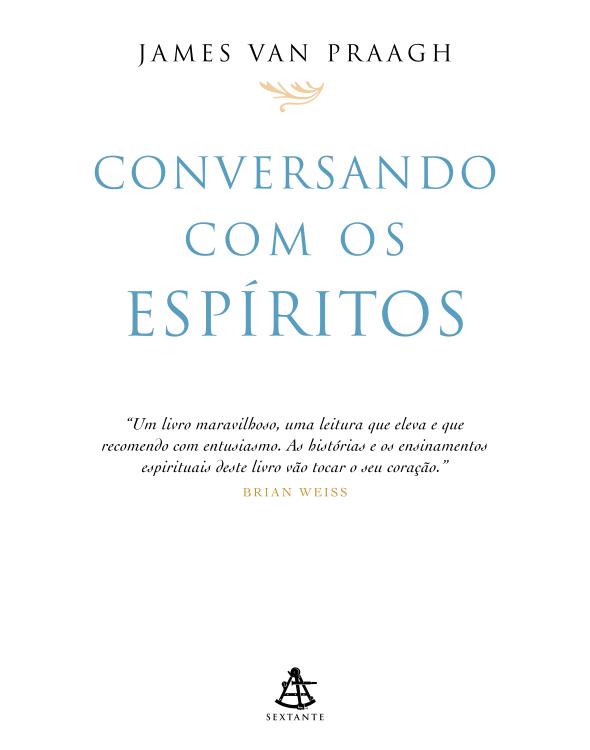 JAMES VAN PRAAGH
CONVERSANDO
COM OS
ESPÍRITOS
“Um livro maravilhoso, uma leitura que eleva e que
recomendo com entusiasmo. As histórias e os ensinamentos
espirituais deste livro vão tocar o seu coração.”
BRIAN WEISS
SEXTANTE